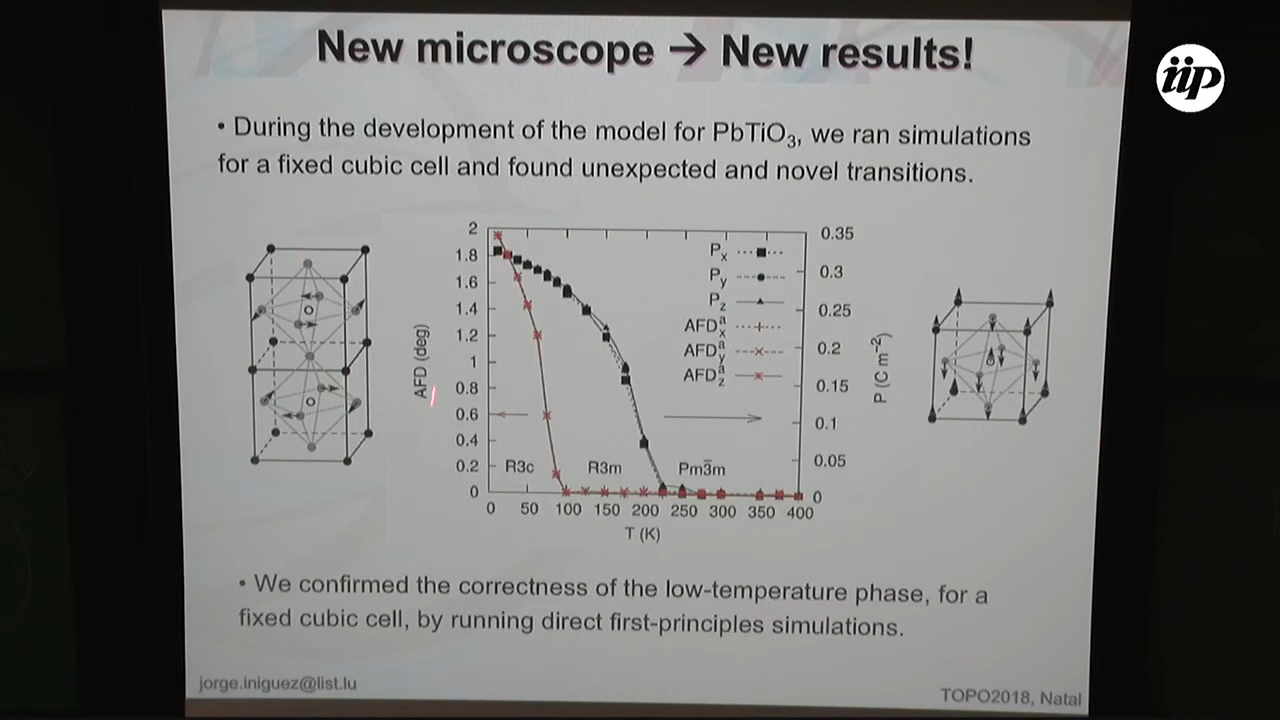 New microscope → New results!
iip
• During the development of the model for PbTiO3, we ran simulations
for a fixed cubic cell and found unexpected and novel transitions.
AFD (deg)
2
1.8
1.6
1.4
1.2
1
0.8
0.6
0.4
0.2
0
Px
Py
Pz
AFDxa
AFDya
AFDza
R3c
R3m
Pm3̅m
0.35
0.3
0.25
0.2
0.15
0.1
0.05
0
P (C m−2)
0 50 100 150 200 250 300 350 400
T (K)
• We confirmed the correctness of the low-temperature phase, for a
fixed cubic cell, by running direct first-principles simulations.
jorge.iniguez@list.lu
TOPO2018, Natal